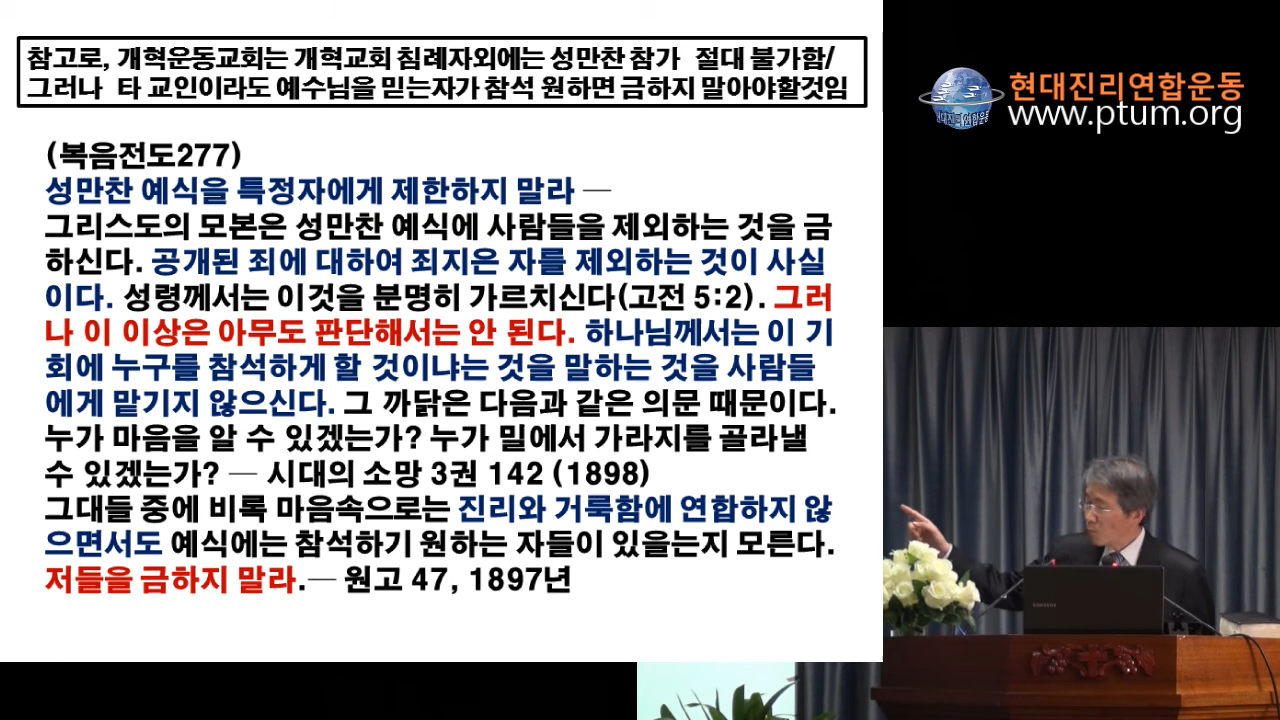 참고로, 개혁운동교회는 개혁교회 침례자외에는 성만찬 참가 절대 불가함/
그러나 타 교인이라도 예수님을 믿는자가 참석 원하면 금하지 말아야할것임
(복음전도277)
성만찬 예식을 특정자에게 제한하지 말라 ―
그리스도의 모본은 성만찬 예식에 사람들을 제외하는 것을 금
하신다. 공개된 죄에 대하여 죄지은 자를 제외하는 것이 사실
이다. 성령께서는 이것을 분명히 가르치신다(고전 5:2). 그러
나 이 이상은 아무도 판단해서는 안 된다. 하나님께서는 이 기
회에 누구를 참석하게 할 것이냐는 것을 말하는 것을 사람들
에게 맡기지 않으신다. 그 까닭은 다음과 같은 의문 때문이다.
누가 마음을 알 수 있겠는가? 누가 밀에서 가라지를 골라낼
수 있겠는가? ― 시대의 소망 3권 142 (1898)
그대들 중에 비록 마음속으로는 진리와 거룩함에 연합하지 않
으면서도 예식에는 참석하기 원하는 자들이 있을는지 모른다.
저들을 금하지 말라.― 원고 47, 1897년
현대진리연합운동
www.ptum.org
현대진리연합운동
SAMSUNG